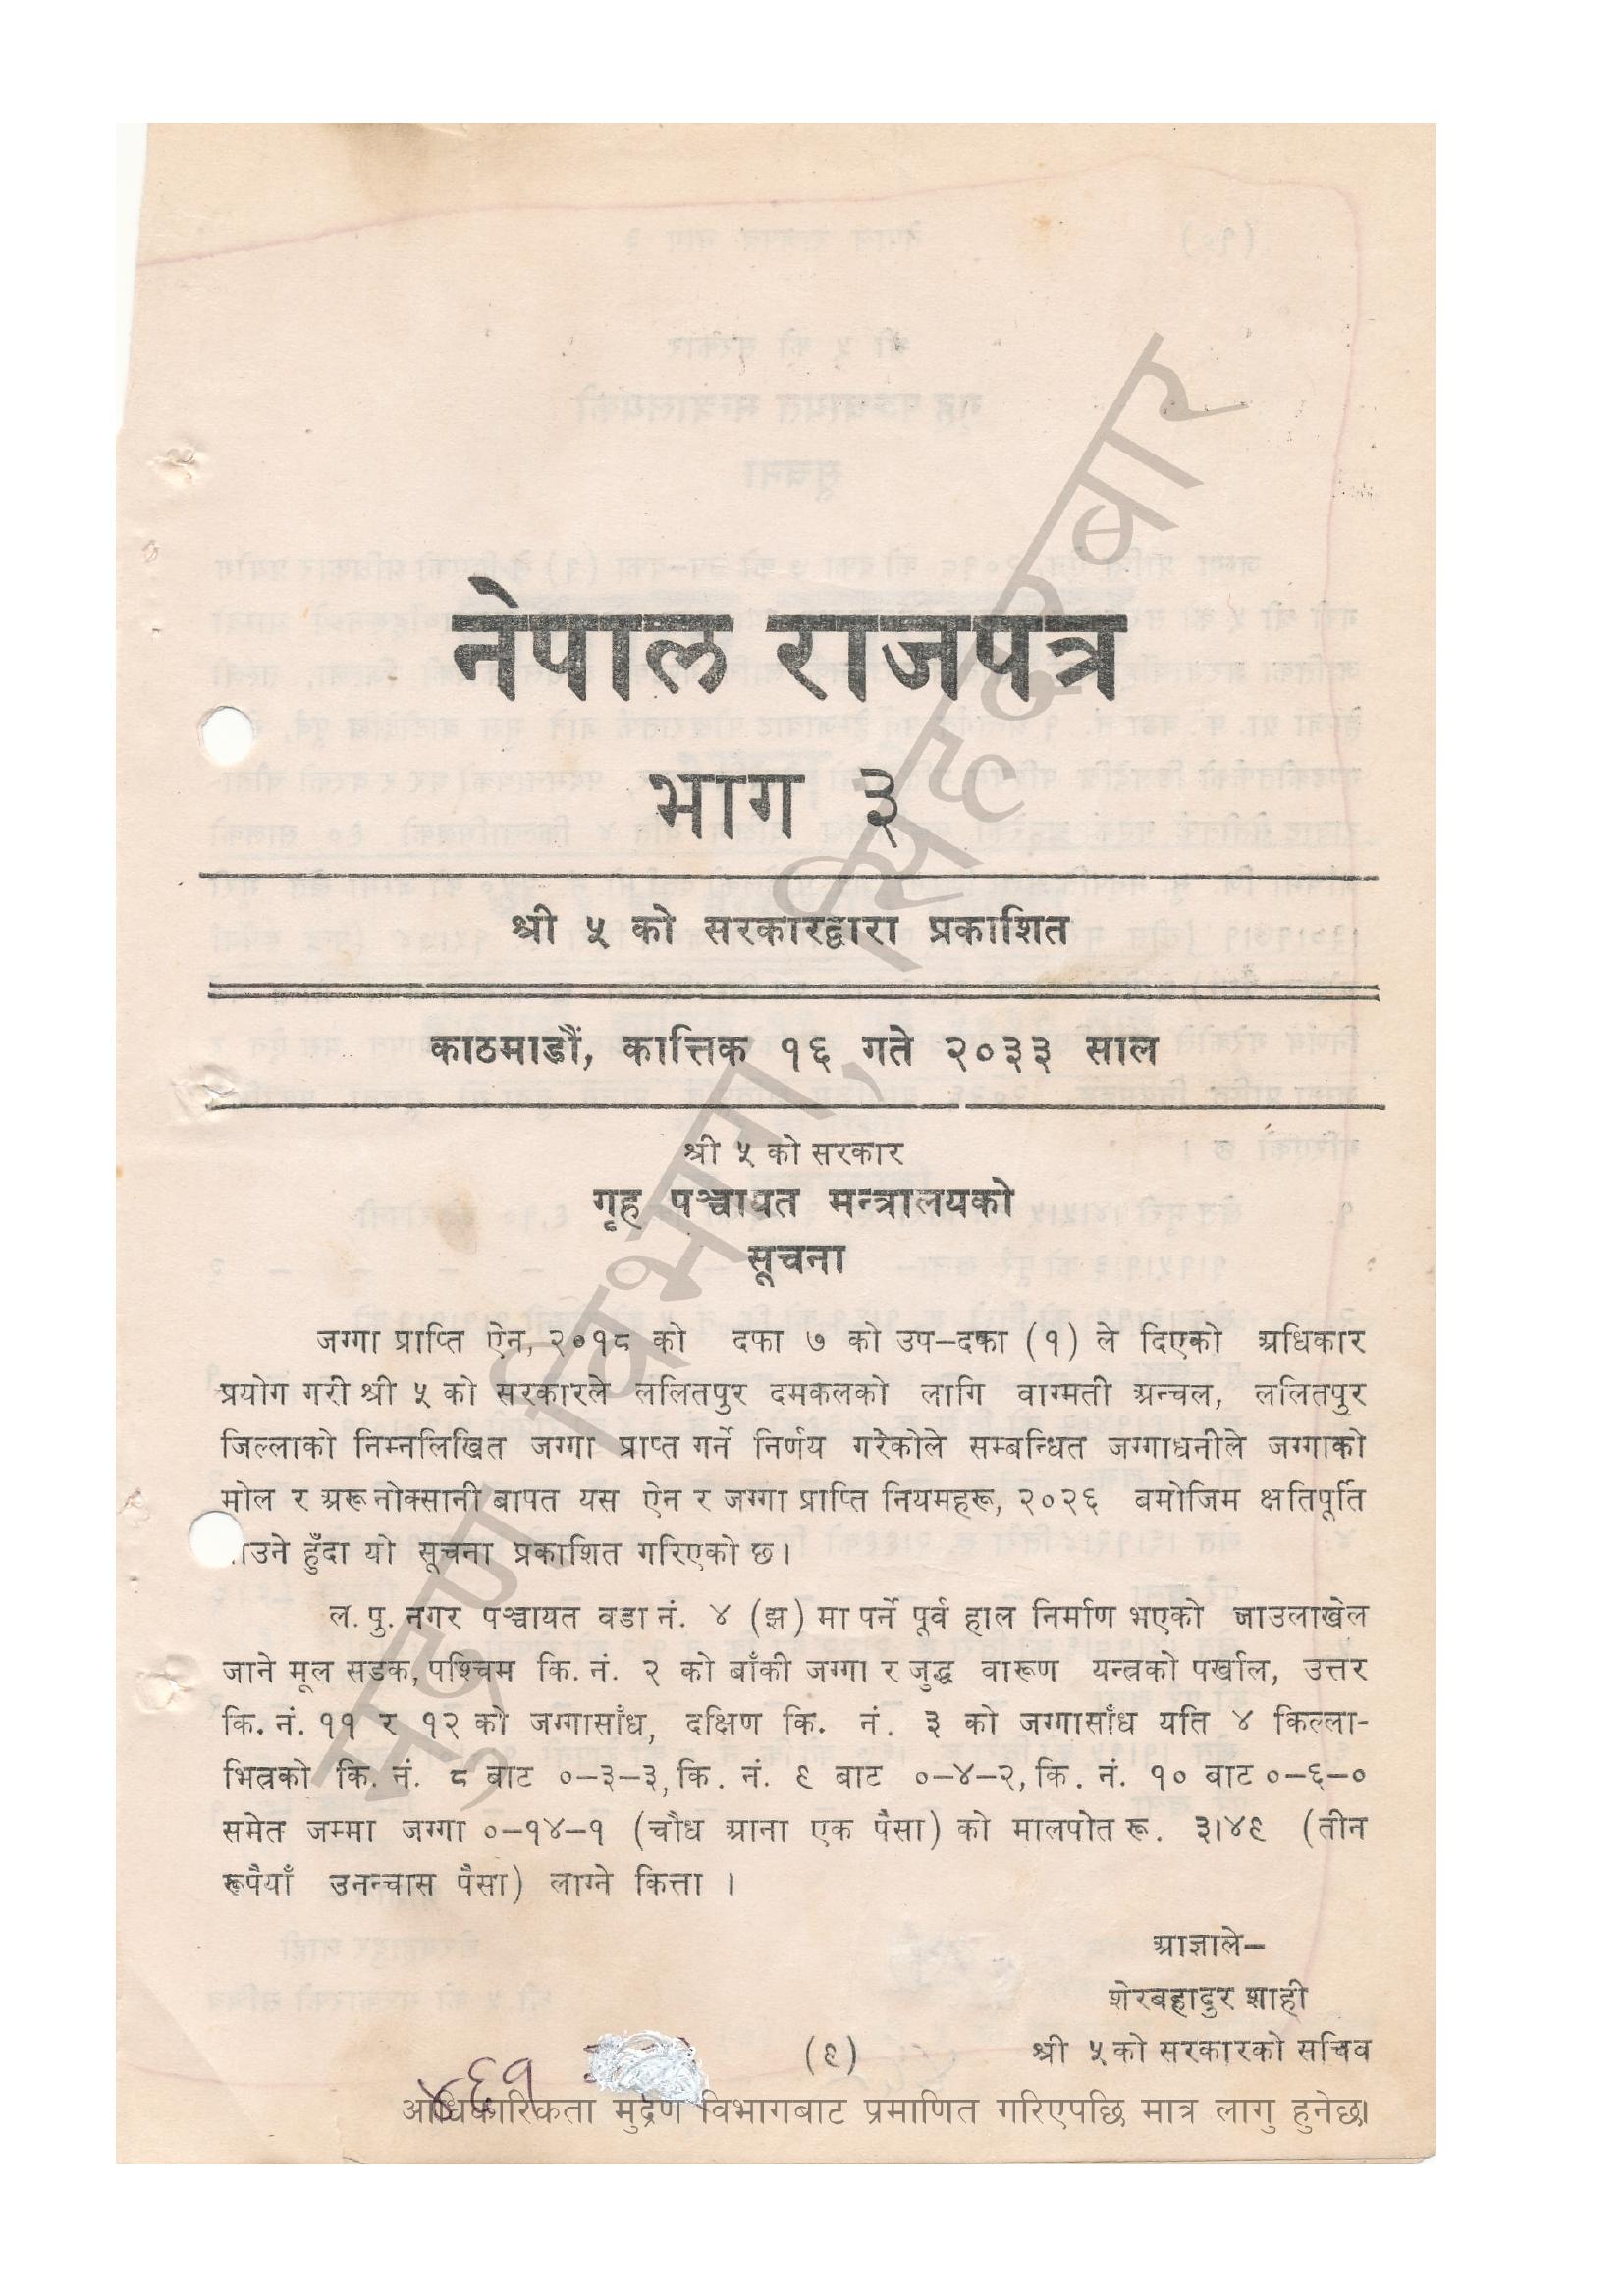 नेपाल राजपत्र
भाग ३
श्री ५ को सरकारद्वारा प्रकाशित
काठमाडौं, कात्तिक १६ गते २०३३ साल
श्री ५ को सरकार
गृह पञ्चायत मन्त्रालयको
सूचना
जग्गा प्राप्ति ऐन, २०१८ को दफा ७ को उप-दफा (१) ले दिएको अधिकार
प्रयोग गरी श्री ५ को सरकारले ललितपुर दमकलको लागि वाग्मती अन्चल, ललितपुर
जिल्लाको निम्नलिखित जग्गा प्राप्त गर्ने निर्णय गरेकोले सम्बन्धित जग्गाधनीले जग्गाको
मोल र अरू नोक्सानी बापत यस ऐन र जग्गा प्राप्ति नियमहरू, २०२६ बमोजिम क्षतिपूर्ति
ाउने हुँदा यो सूचना प्रकाशित गरिएको छ।
ल. पु. नगर पञ्चायत वडा नं. ४ (झ) मा पर्ने पूर्व हाल निर्माण भएको जाउलाखेल
जाने मूल सडक, पश्चिम कि. नं. २ को बाँकी जग्गा र जुद्ध वारूण यन्त्रको पर्खाल, उत्तर
कि. नं. ११ र १२ को जग्गासाँध, दक्षिण कि. नं. ३ को जग्गासाँध यति ४ किल्ला-
भित्रको कि. नं. ८ बाट ०-३-३, कि. नं. ९ बाट ०-४-२, कि. नं. १० बाट ०-६-०
समेत जम्मा जग्गा ०-१४-१ (चौध आना एक पैसा) को मालपोत रू. ३।४९ (तीन
रूपैयाँ उनन्चास पैसा) लाग्ने कित्ता ।
आज्ञाले-
शेरबहादुर शाही
श्री ५ को सरकारको सचिव
(९)
४६१
आधिकारिकता मुद्रण विभागबाट प्रमाणित गरिएपछि मात्र लागु हुनेछ।
मुद्रण विभाग, सिंहदरबार